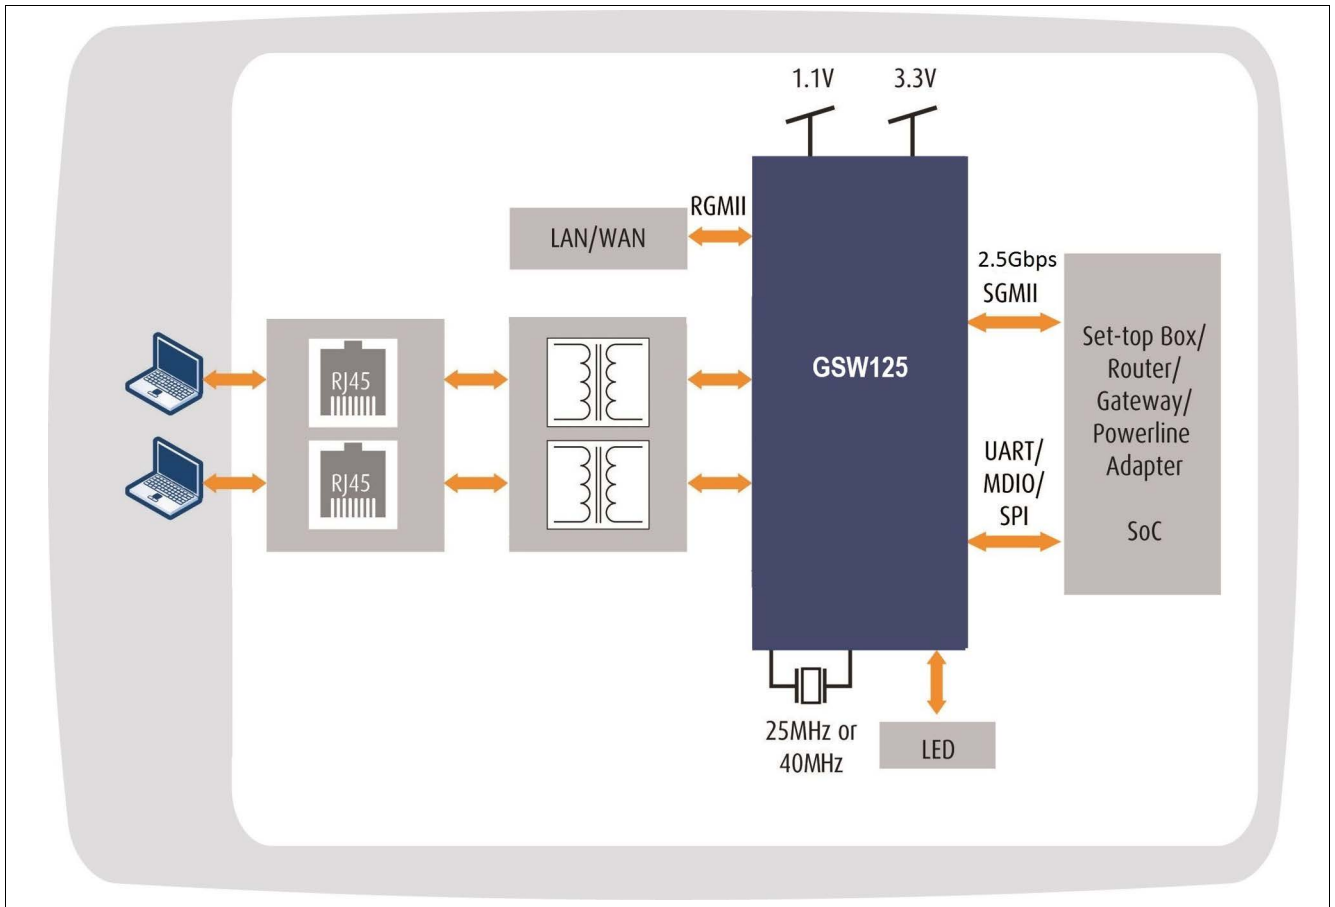 1.1V
3.3V
RGMII
LAN/WAN
2.5Gbps
SGMII
RJ45
RJ45
GSW125
Set-top Box/
Router/
Gateway/
Powerline
Adapter
SoC
UART/
MDIO/
SPI
25MHz or
40MHz
LED